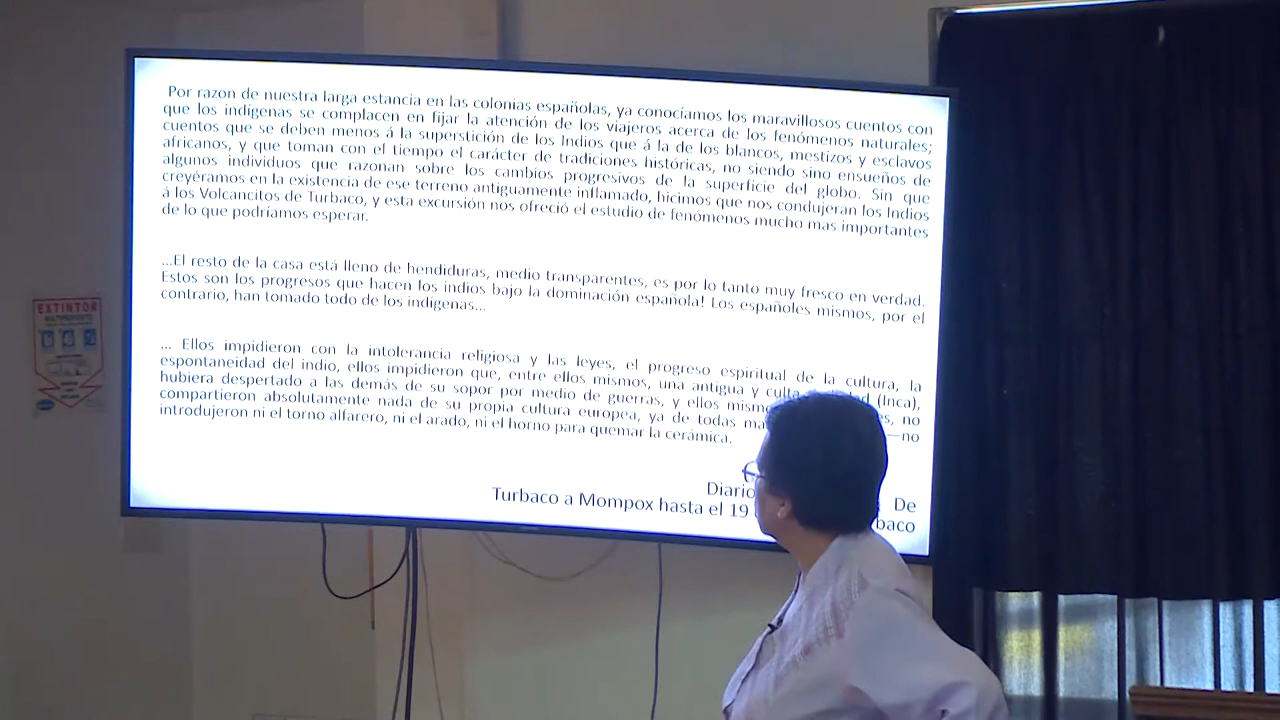 Por razon de nuestra larga estancia en las colonias españolas, ya conocíamos los maravillosos cuentos con
que los indígenas se complacen en fijar la atención de los viajeros acerca de los fenómenos naturales;
cuentos que se deben menos á la superstición de los Indios que á la de los blancos, mestizos y esclavos
africanos, y que toman con el tiempo el carácter de tradiciones históricas, no siendo sino ensueños de
algunos individuos que razonan sobre los cambios progresivos de la superficie del globo. Sin que
creyéramos en la existencia de ese terreno antiguamente inflamado, hicimos que nos condujeran los Indios
á los Volcancitos de Turbaco, y esta excursión nos ofreció el estudio de fenómenos mucho mas importantes
de lo que podríamos esperar.
...El resto de la casa está lleno de hendiduras, medio transparentes, es por lo tanto muy fresco en verdad.
Estos son los progresos que hacen los indios bajo la dominación española! Los españoles mismos, por el
contrario, han tomado todo de los indígenas...
... Ellos impidieron con la intolerancia religiosa y las leyes, el progreso espiritual de la cultura, la
espontaneidad del indio, ellos impidieron que, entre ellos mismos, una antigua y culta (Inca),
hubiera despertado a las demás de su sopor por medio de guerras, y ellos no
compartieron absolutamente nada de su propia cultura europea, ya de todas —no
introdujeron ni el torno alfarero, ni el arado, ni el horno para quemar la cerámica.
Diario De
Turbaco a Mompox hasta el 19
EXTINTOR